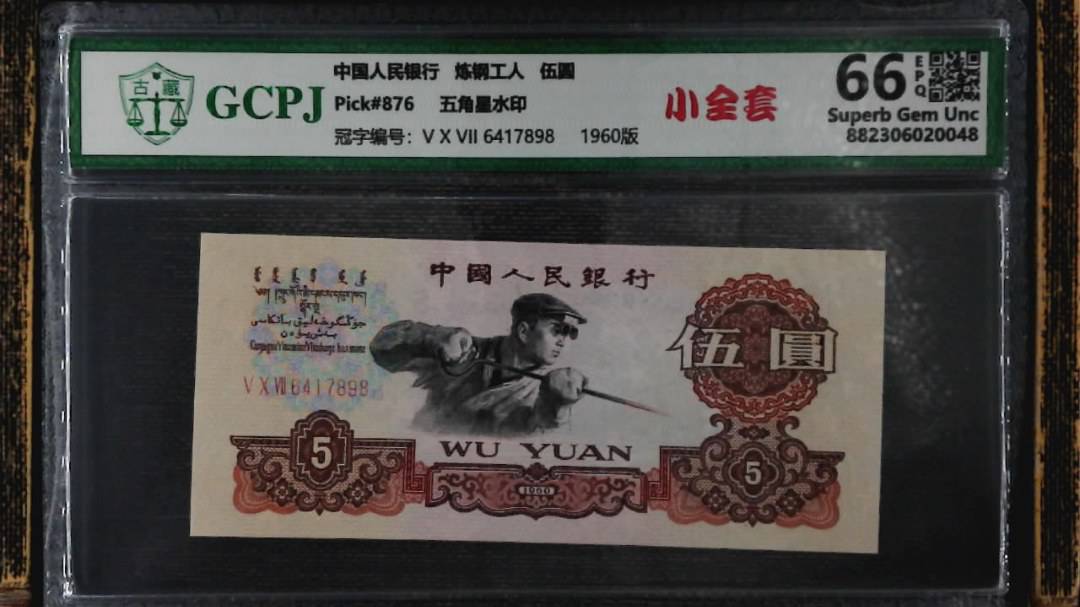 古藏
GCPJ
中国人民银行 炼钢工人 伍圆
Pick#876 五角星水印
冠字编号: V X VII 6417898 1960版
小全套
66
EPQ
Superb Gem Unc
882306020048
中國人民銀行
伍圓
V X VII 6417898
WU YUAN
5
1960
5